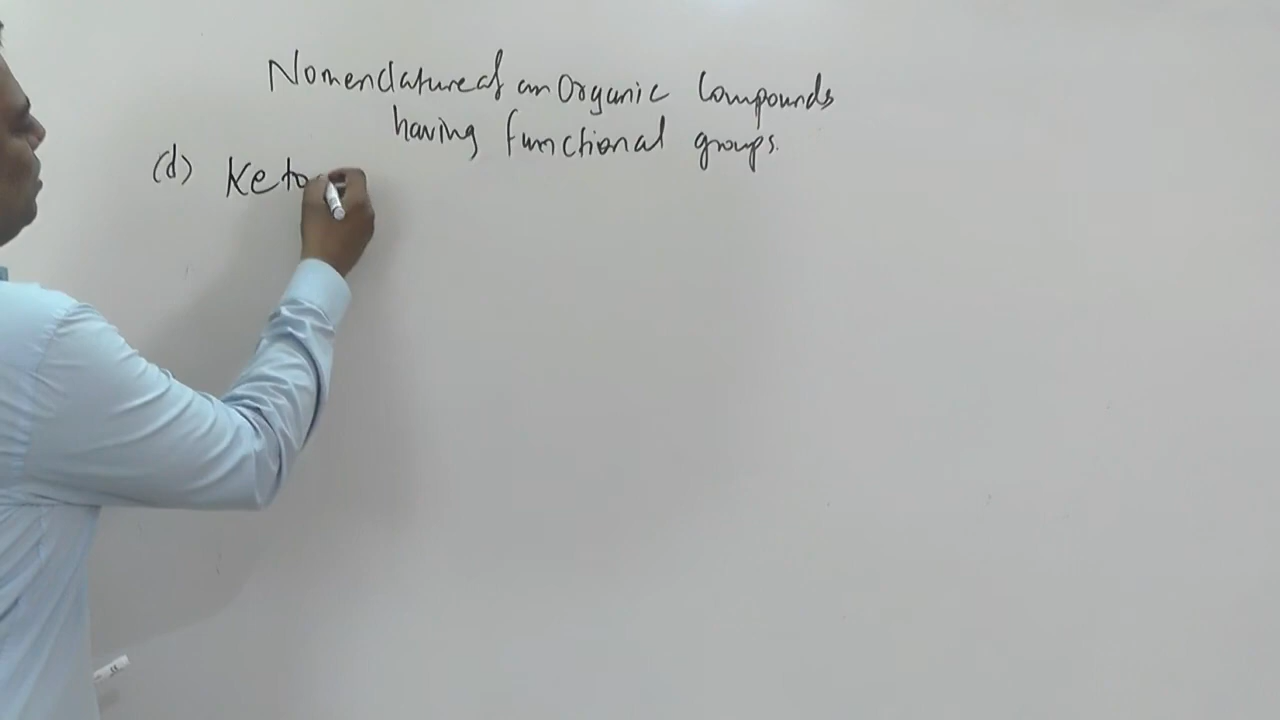 Nomenclature of an Organic Compounds
having functional groups.
(d) Keto